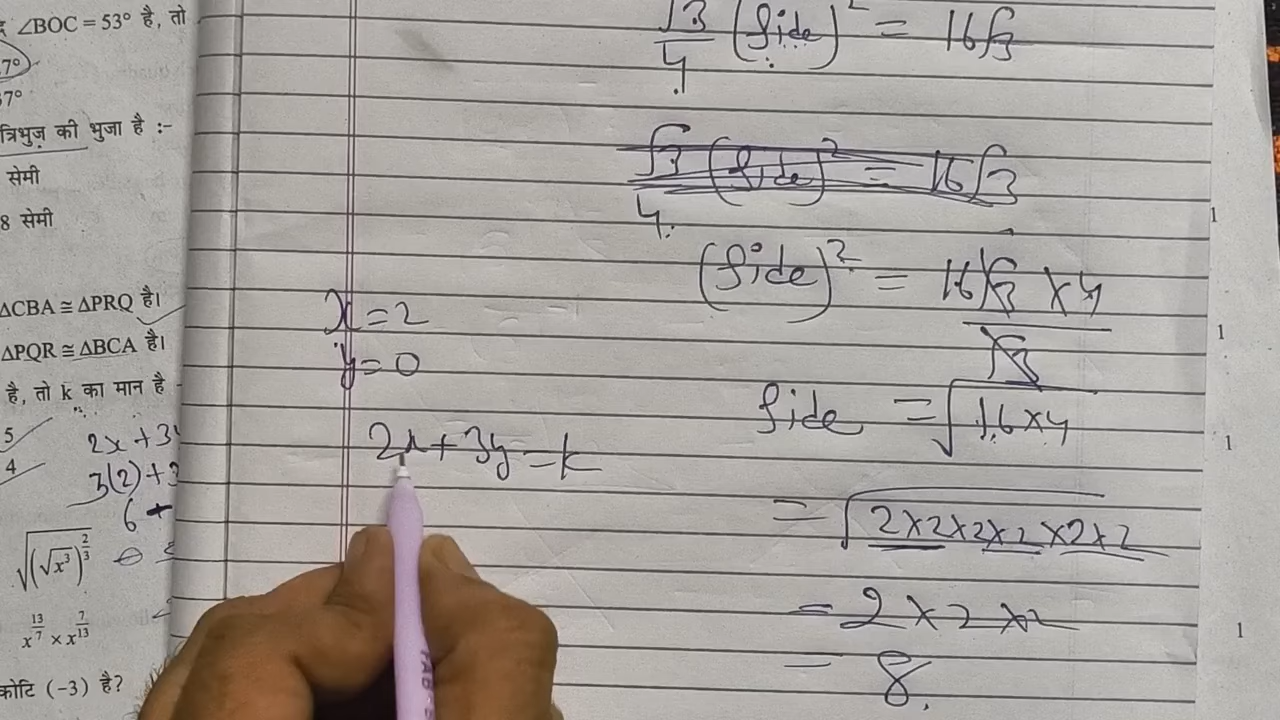 ∠BOC = 53° है, तो
7°
37°
त्रिभुज की भुजा है :-
सेमी
8 सेमी
ΔCBA ≅ ΔPRQ है।
ΔPQR ≅ ΔBCA है।
है, तो k का मान है -
5
4
2x + 3y
3(2) + 3
6 +
√((√x³)^(2/3))
x^(13/7) × x^(7/13)
कोटि (-3) है?
√3/4 (Side)² = 16√3
√3/4 (Side)² = 16√3
(Side)² = 16√3 × 4 / √3
Side = √(16×4)
= √(2×2×2×2×2×2)
= 2×2×2
= 8.
x = 2
y = 0
2x + 3y = k
1
1
1
1